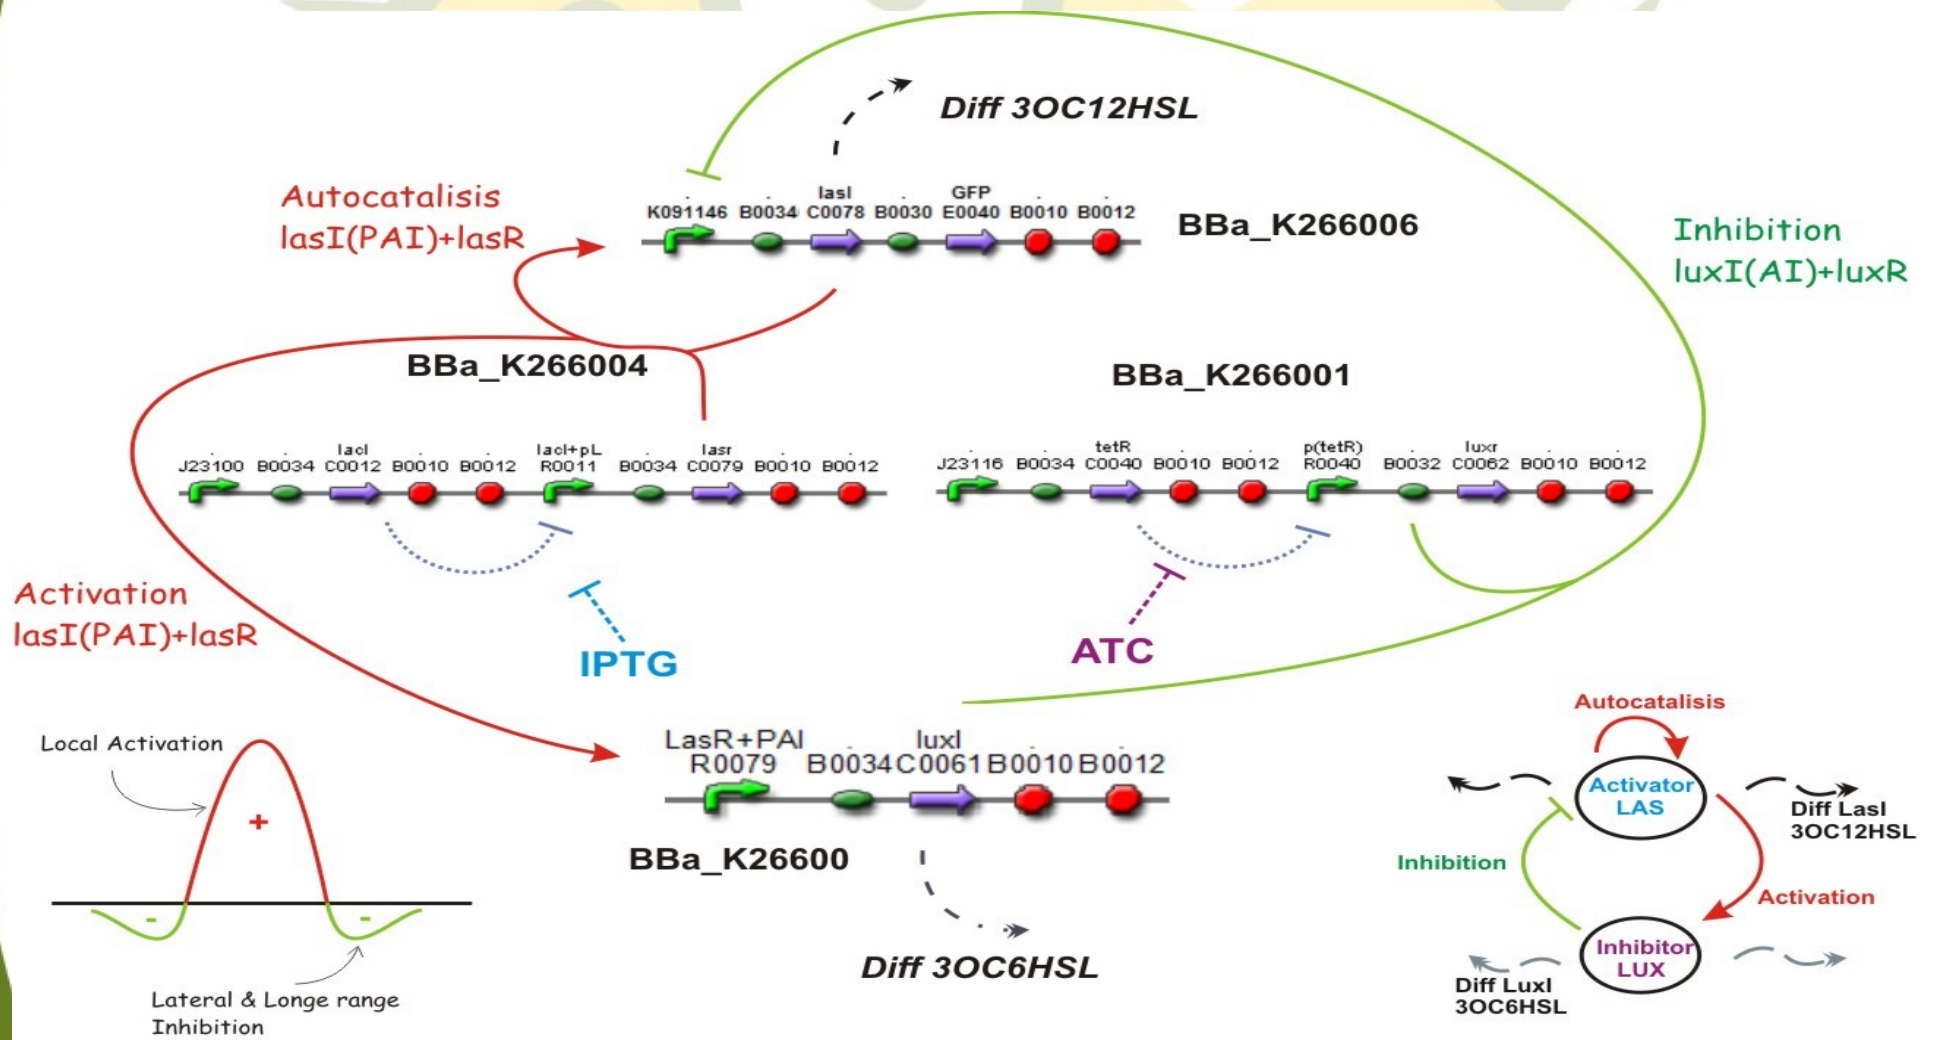 Diff 3OC12HSL
Autocatalisis
lasI(PAI)+lasR
lasI GFP
K091146 B0034 C0078 B0030 E0040 B0010 B0012
BBa_K266006
Inhibition
luxI(AI)+luxR
BBa_K266004
BBa_K266001
lacI lacI+pL lasr
J23100 B0034 C0012 B0010 B0012 R0011 B0034 C0079 B0010 B0012
tetR p(tetR) luxr
J23116 B0034 C0040 B0010 B0012 R0040 B0032 C0062 B0010 B0012
Activation
lasI(PAI)+lasR
IPTG
ATC
LasR+PAI luxI
R0079 B0034 C0061 B0010 B0012
BBa_K26600
Diff 3OC6HSL
Local Activation
+
- -
Lateral & Longe range
Inhibition
Autocatalisis
Activator
LAS
Diff LasI
3OC12HSL
Inhibition
Activation
Inhibitor
LUX
Diff LuxI
3OC6HSL